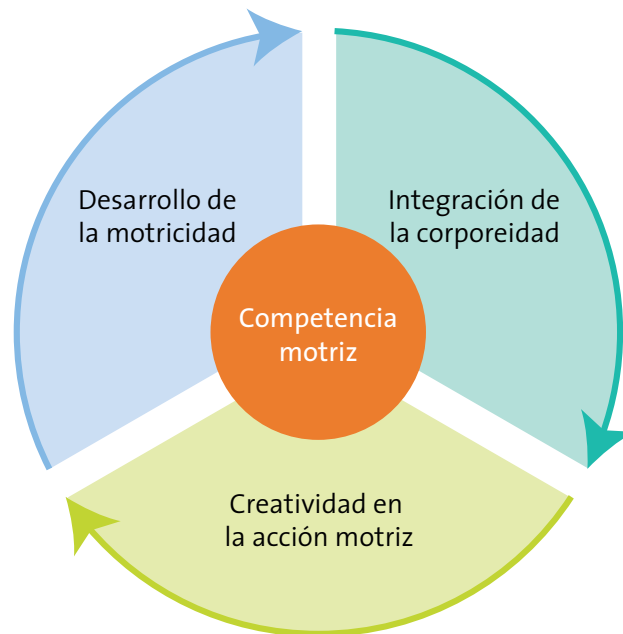 Desarrollo de
la motricidad
Integración de
la corporeidad
Competencia
motriz
Creatividad en
la acción motriz